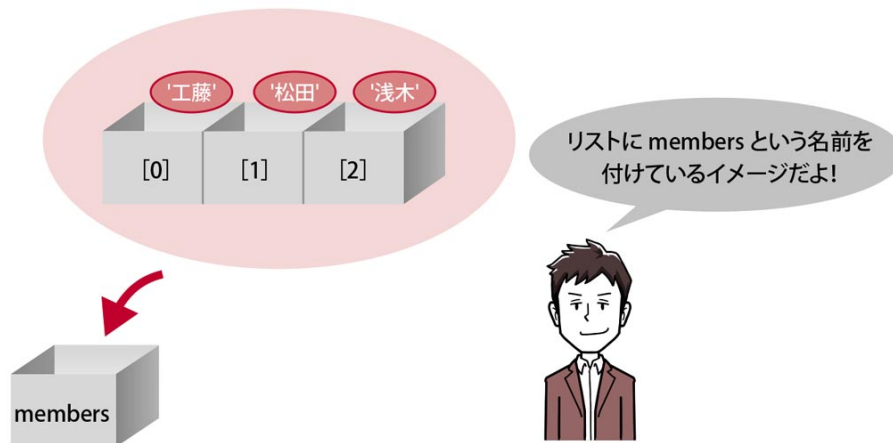 '工藤'
'松田'
'浅木'
[0]
[1]
[2]
リストに members という名前を
付けているイメージだよ!
members